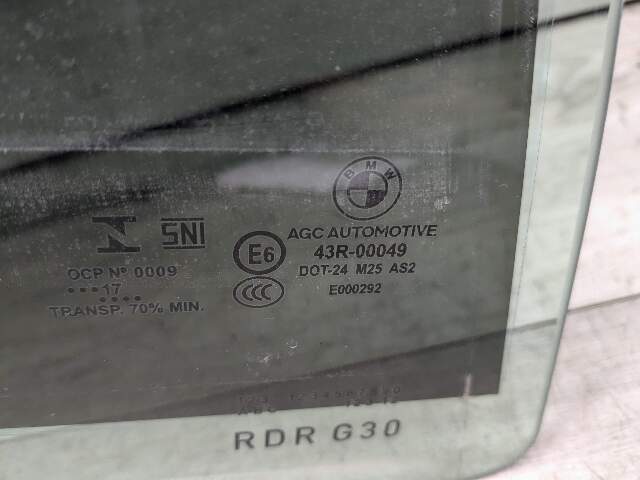 BMW
SNI
AGC AUTOMOTIVE
E6
43R-00049
OCP Nº 0009
DOT-24 M25 AS2
•••17
••••
CCC
E000292
TRANSP. 70% MIN.
RDR G30